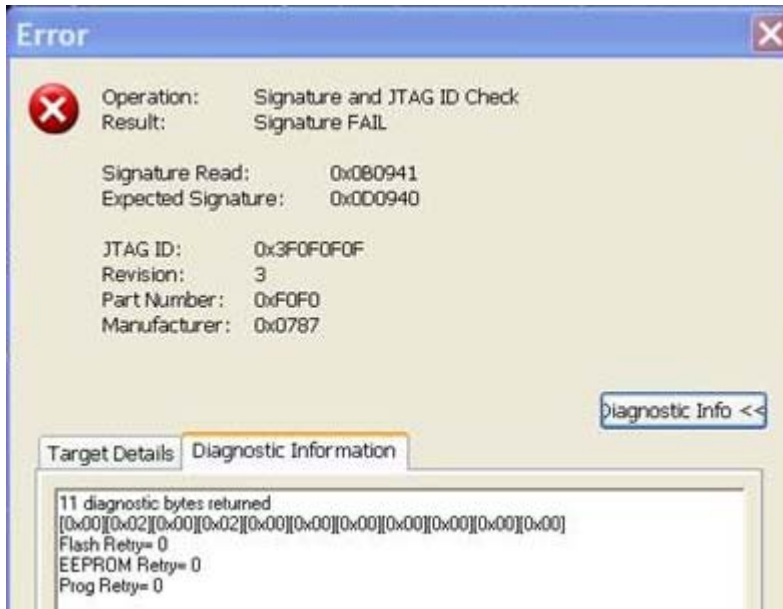 Error
Operation: Signature and JTAG ID Check
Result: Signature FAIL
Signature Read: 0x0B0941
Expected Signature: 0x0D0940
JTAG ID: 0x3F0F0F0F
Revision: 3
Part Number: 0xF0F0
Manufacturer: 0x0787
Diagnostic Info <<
Target Details Diagnostic Information
11 diagnostic bytes returned
[0x00][0x02][0x00][0x02][0x00][0x00][0x00][0x00][0x00][0x00][0x00]
Flash Retry= 0
EEPROM Retry= 0
Prog Retry= 0